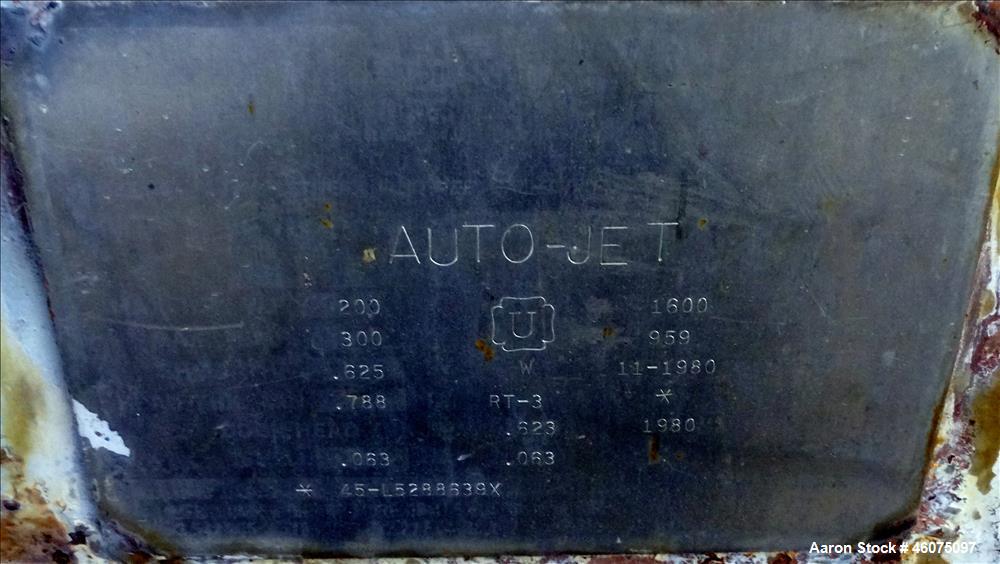 AUTO-JET
200 U 1600
300 959
.625 W 11-1980
.788 RT-3 *
.623 1980
.063 .063
* 45-L5288639X
Aaron Stock # 46075097